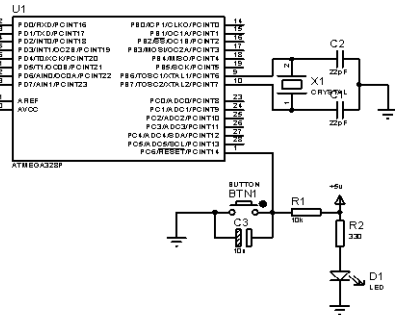 U1
PD0/RXD/PCINT16
PD1/TXD/PCINT17
PD2/INT0/PCINT18
PD3/INT1/OC2B/PCINT19
PD4/T0/XCK/PCINT20
PD5/T1/OC0B/PCINT21
PD6/AIN0/OC0A/PCINT22
PD7/AIN1/PCINT23
AREF
AVCC
PB0/ICP1/CLKO/PCINT0 14
PB1/OC1A/PCINT1 15
PB2/SS/OC1B/PCINT2 16
PB3/MOSI/OC2A/PCINT3 17
PB4/MISO/PCINT4 18
PB5/SCK/PCINT5 19
PB6/TOSC1/XTAL1/PCINT6 9
PB7/TOSC2/XTAL2/PCINT7 10
PC0/ADC0/PCINT8 23
PC1/ADC1/PCINT9 24
PC2/ADC2/PCINT10 25
PC3/ADC3/PCINT11 26
PC4/ADC4/SDA/PCINT12 27
PC5/ADC5/SCL/PCINT13 28
PC6/RESET/PCINT14 1
ATMEGA328P
C2
22pF
2
X1
CRYSTAL
1
C1
22pF
BUTTON
BTN1
C3
10u
R1
10k
+5v
R2
330
D1
LED